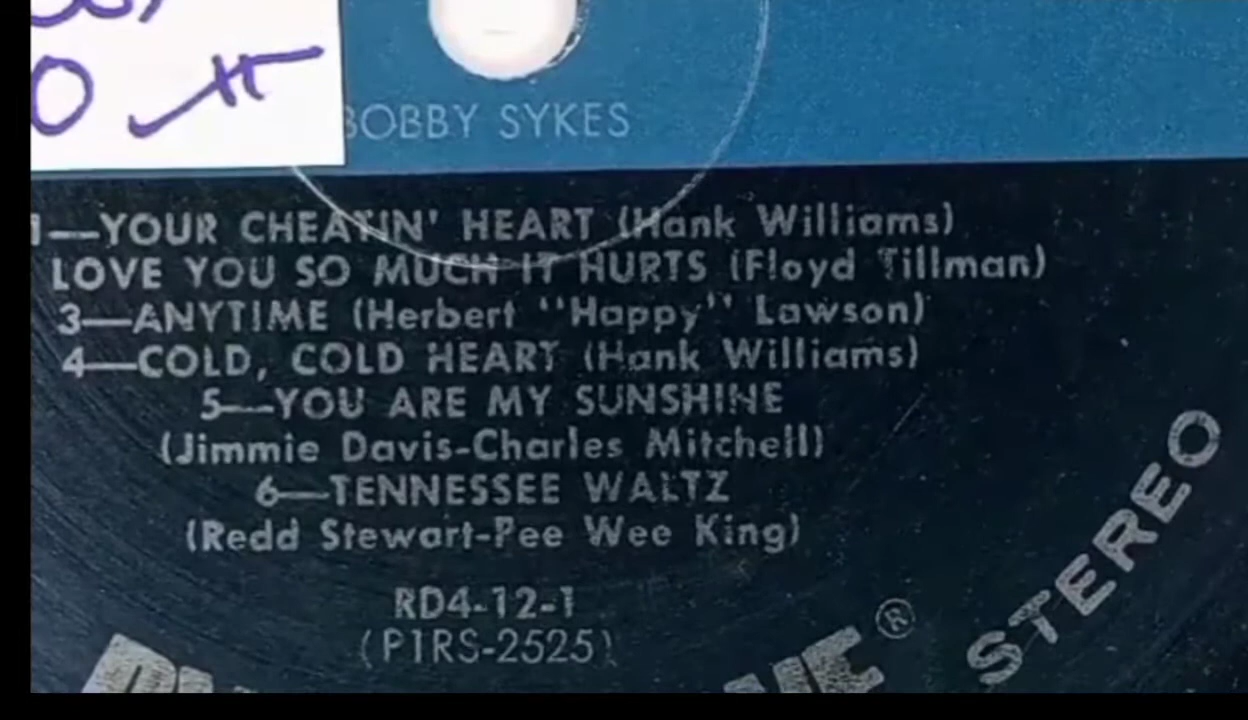 BOBBY SYKES
1—YOUR CHEATIN' HEART (Hank Williams)
LOVE YOU SO MUCH IT HURTS (Floyd Tillman)
3—ANYTIME (Herbert "Happy" Lawson)
4—COLD, COLD HEART (Hank Williams)
5—YOU ARE MY SUNSHINE
(Jimmie Davis-Charles Mitchell)
6—TENNESSEE WALTZ
(Redd Stewart-Pee Wee King)
RD4-12-1
(P1RS-2525)
®
STEREO